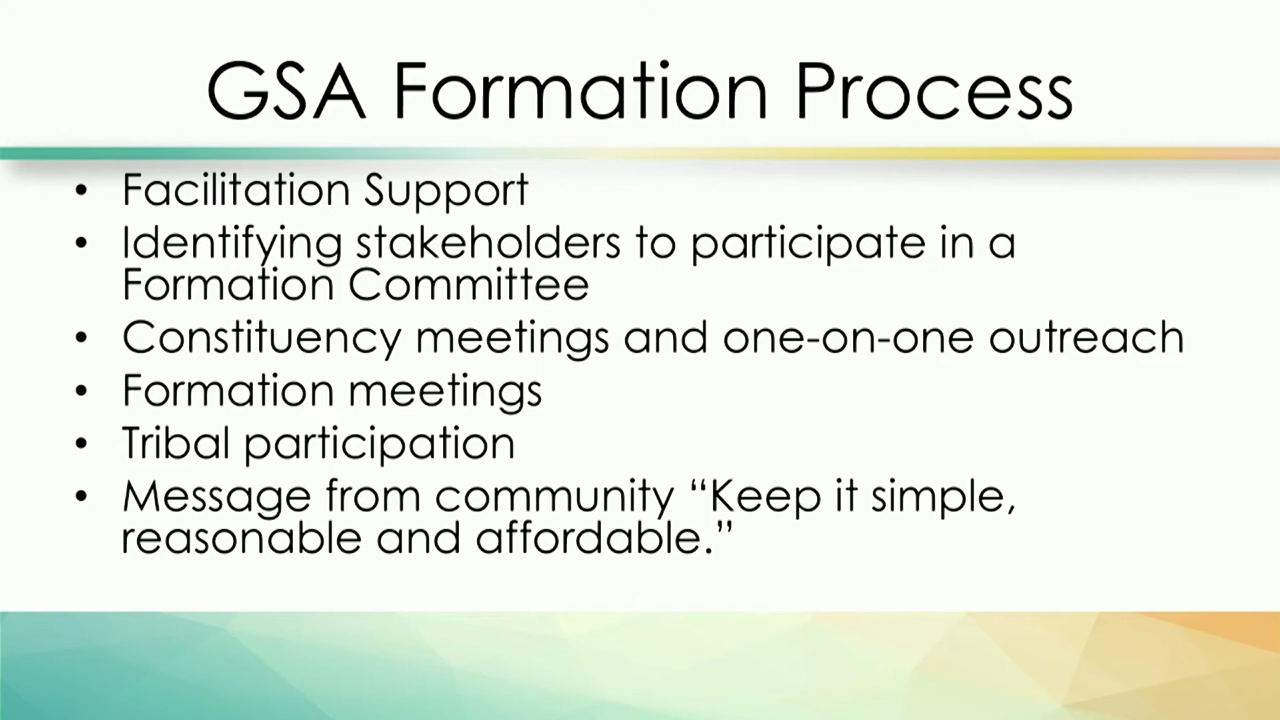 GSA Formation Process
• Facilitation Support
• Identifying stakeholders to participate in a
Formation Committee
• Constituency meetings and one-on-one outreach
• Formation meetings
• Tribal participation
• Message from community “Keep it simple,
reasonable and affordable.”